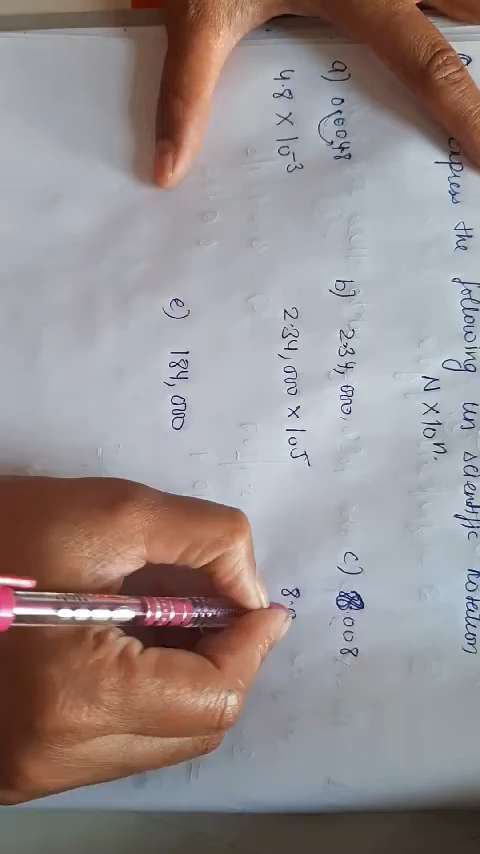 express the following in scientific notation
N × 10ⁿ.
a) 0.0048 b) 234,000. c) 008
4.8 × 10⁻³ 2.34,000 × 10⁵ 8.
e) 184,000